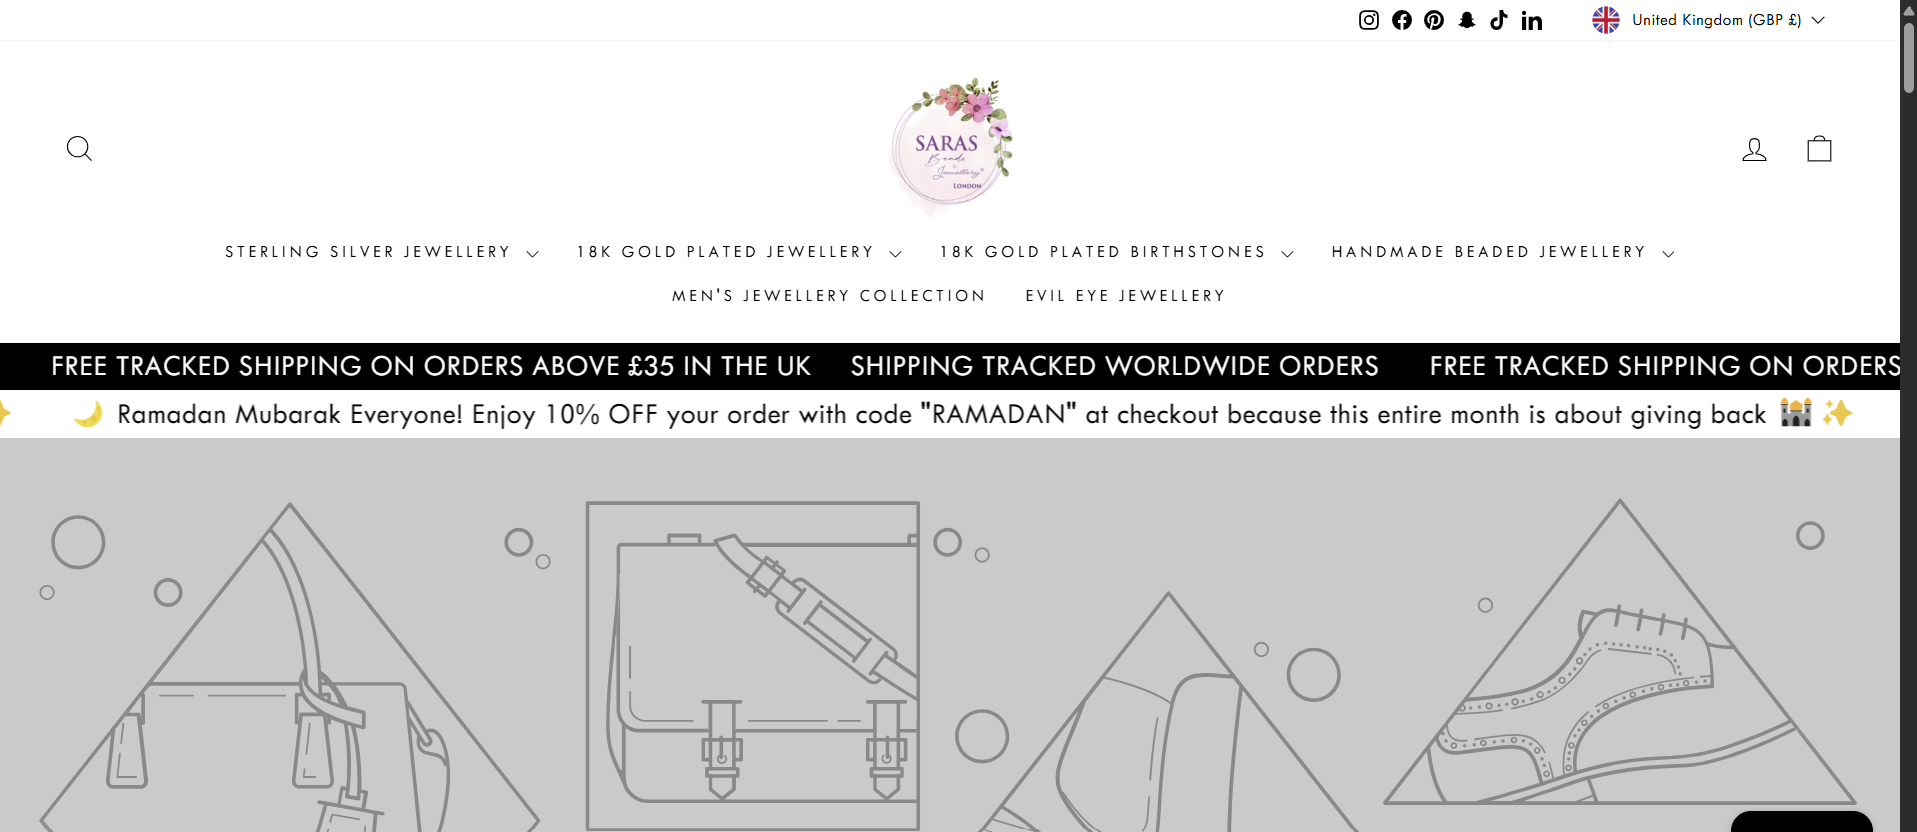 United Kingdom (GBP £)
SARAS
Beads
Jewellery®
LONDON
STERLING SILVER JEWELLERY
18K GOLD PLATED JEWELLERY
18K GOLD PLATED BIRTHSTONES
HANDMADE BEADED JEWELLERY
MEN'S JEWELLERY COLLECTION
EVIL EYE JEWELLERY
FREE TRACKED SHIPPING ON ORDERS ABOVE £35 IN THE UK
SHIPPING TRACKED WORLDWIDE ORDERS
FREE TRACKED SHIPPING ON ORDERS
🌙 Ramadan Mubarak Everyone! Enjoy 10% OFF your order with code "RAMADAN" at checkout because this entire month is about giving back 🕌 ✨